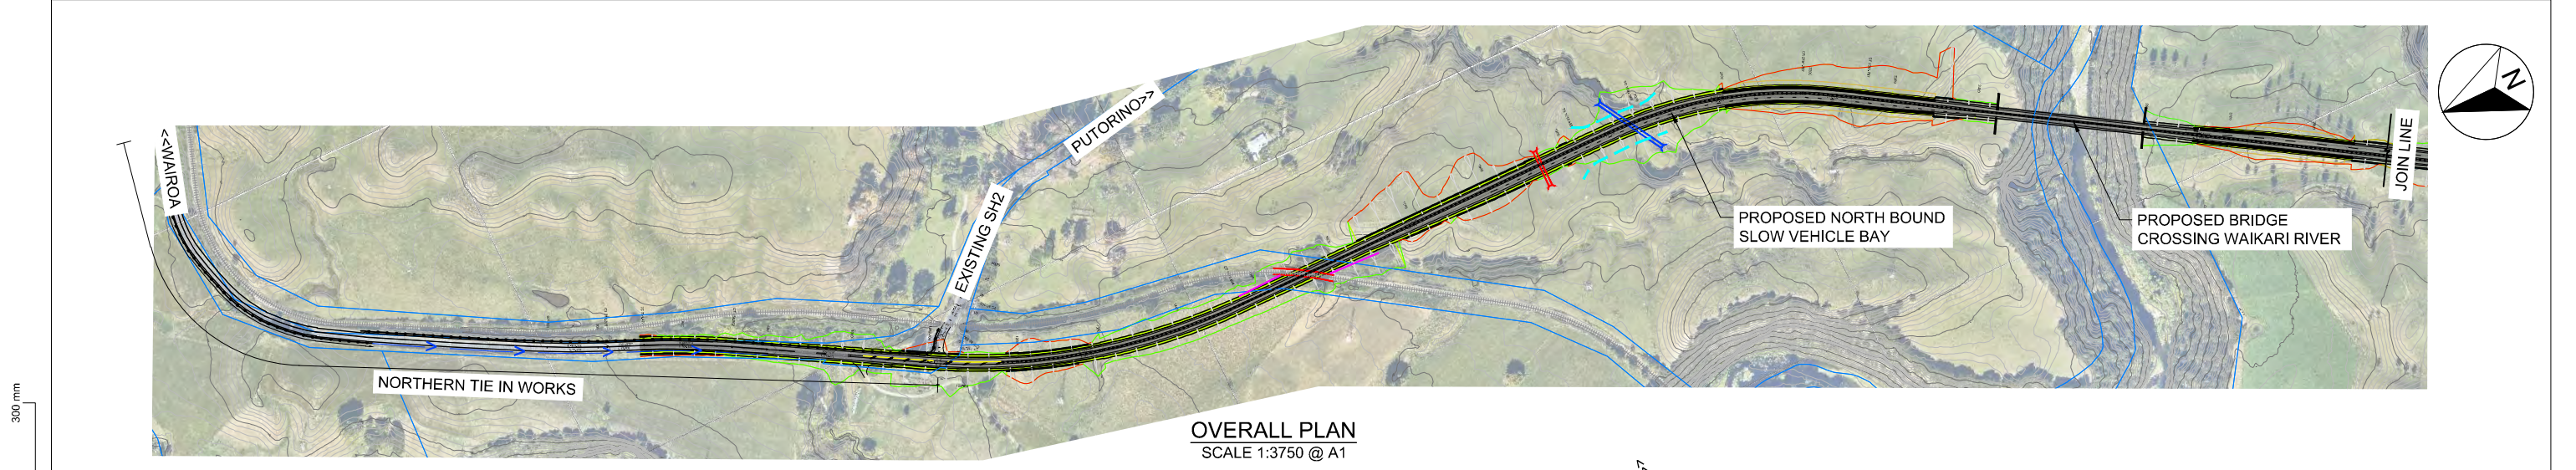 <<WAIROA
PUTORINO>>
EXISTING SH2
NORTHERN TIE IN WORKS
PROPOSED NORTH BOUND
SLOW VEHICLE BAY
PROPOSED BRIDGE
CROSSING WAIKARI RIVER
JOIN LINE
N
300 mm
OVERALL PLAN
SCALE 1:3750 @ A1